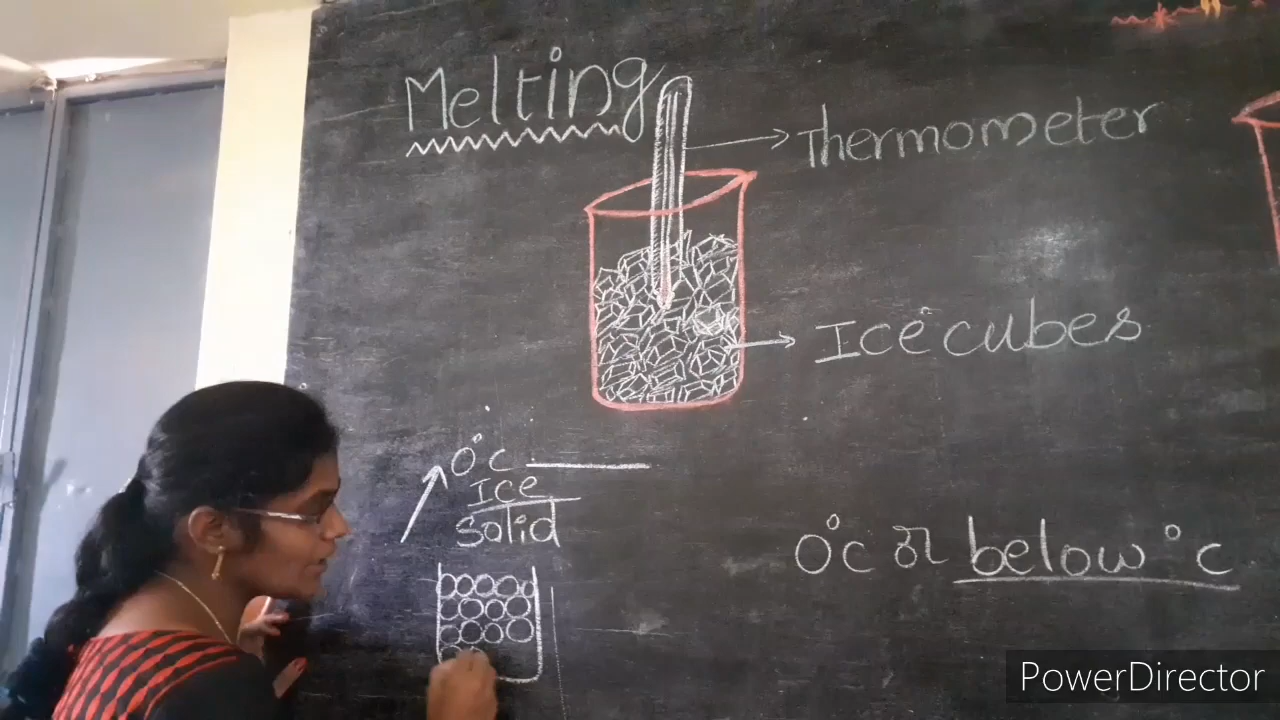 Melting
Thermometer
Ice cubes
0°C
Ice
Solid
0°C or below °C
PowerDirector